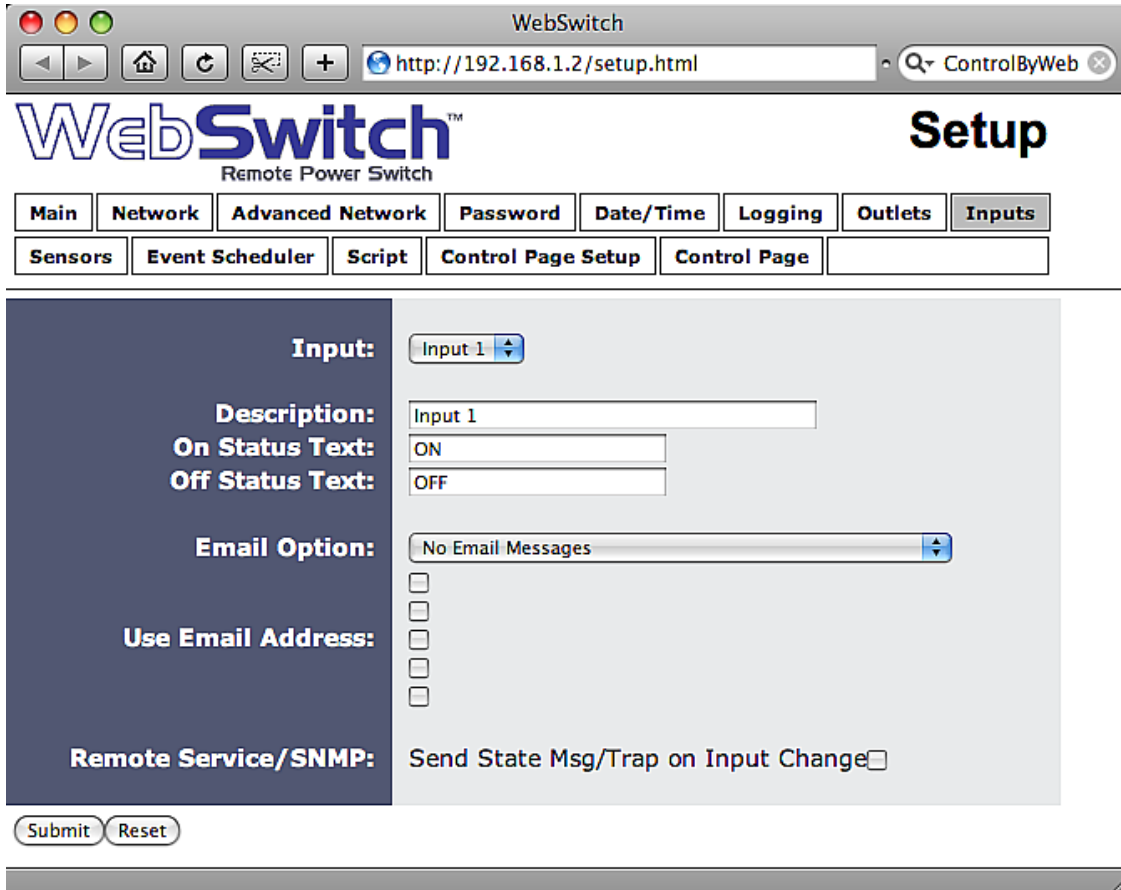 WebSwitch
http://192.168.1.2/setup.html
ControlByWeb
WebSwitch™
Remote Power Switch
Setup
Main Network Advanced Network Password Date/Time Logging Outlets Inputs
Sensors Event Scheduler Script Control Page Setup Control Page
Input: Input 1
Description: Input 1
On Status Text: ON
Off Status Text: OFF
Email Option: No Email Messages
Use Email Address:
Remote Service/SNMP: Send State Msg/Trap on Input Change
Submit Reset